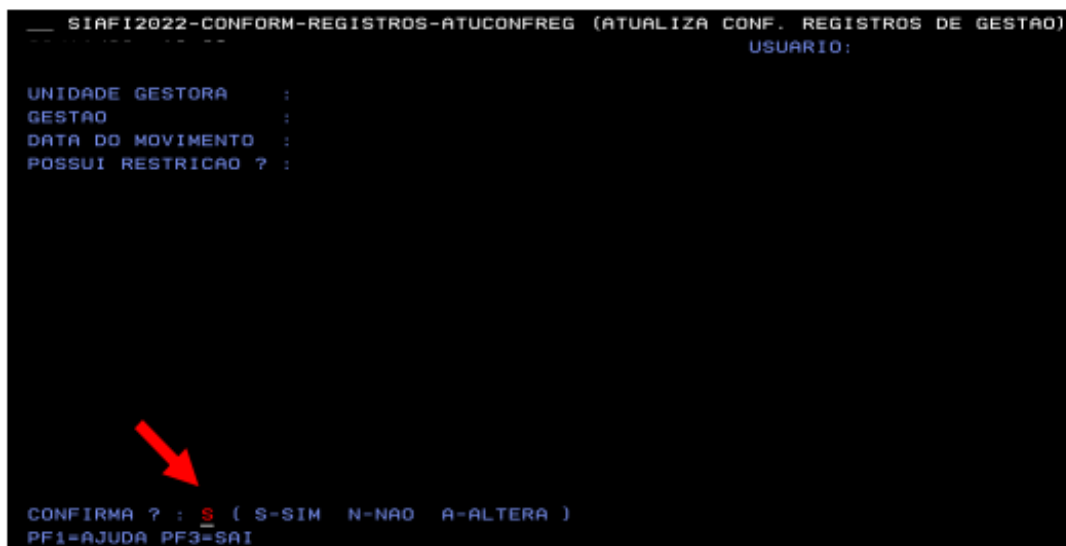 __ SIAFI2022-CONFORM-REGISTROS-ATUCONFREG (ATUALIZA CONF. REGISTROS DE GESTAO)
USUARIO:
UNIDADE GESTORA :
GESTAO :
DATA DO MOVIMENTO :
POSSUI RESTRICAO ? :
CONFIRMA ? : S ( S-SIM N-NAO A-ALTERA )
PF1=AJUDA PF3=SAI